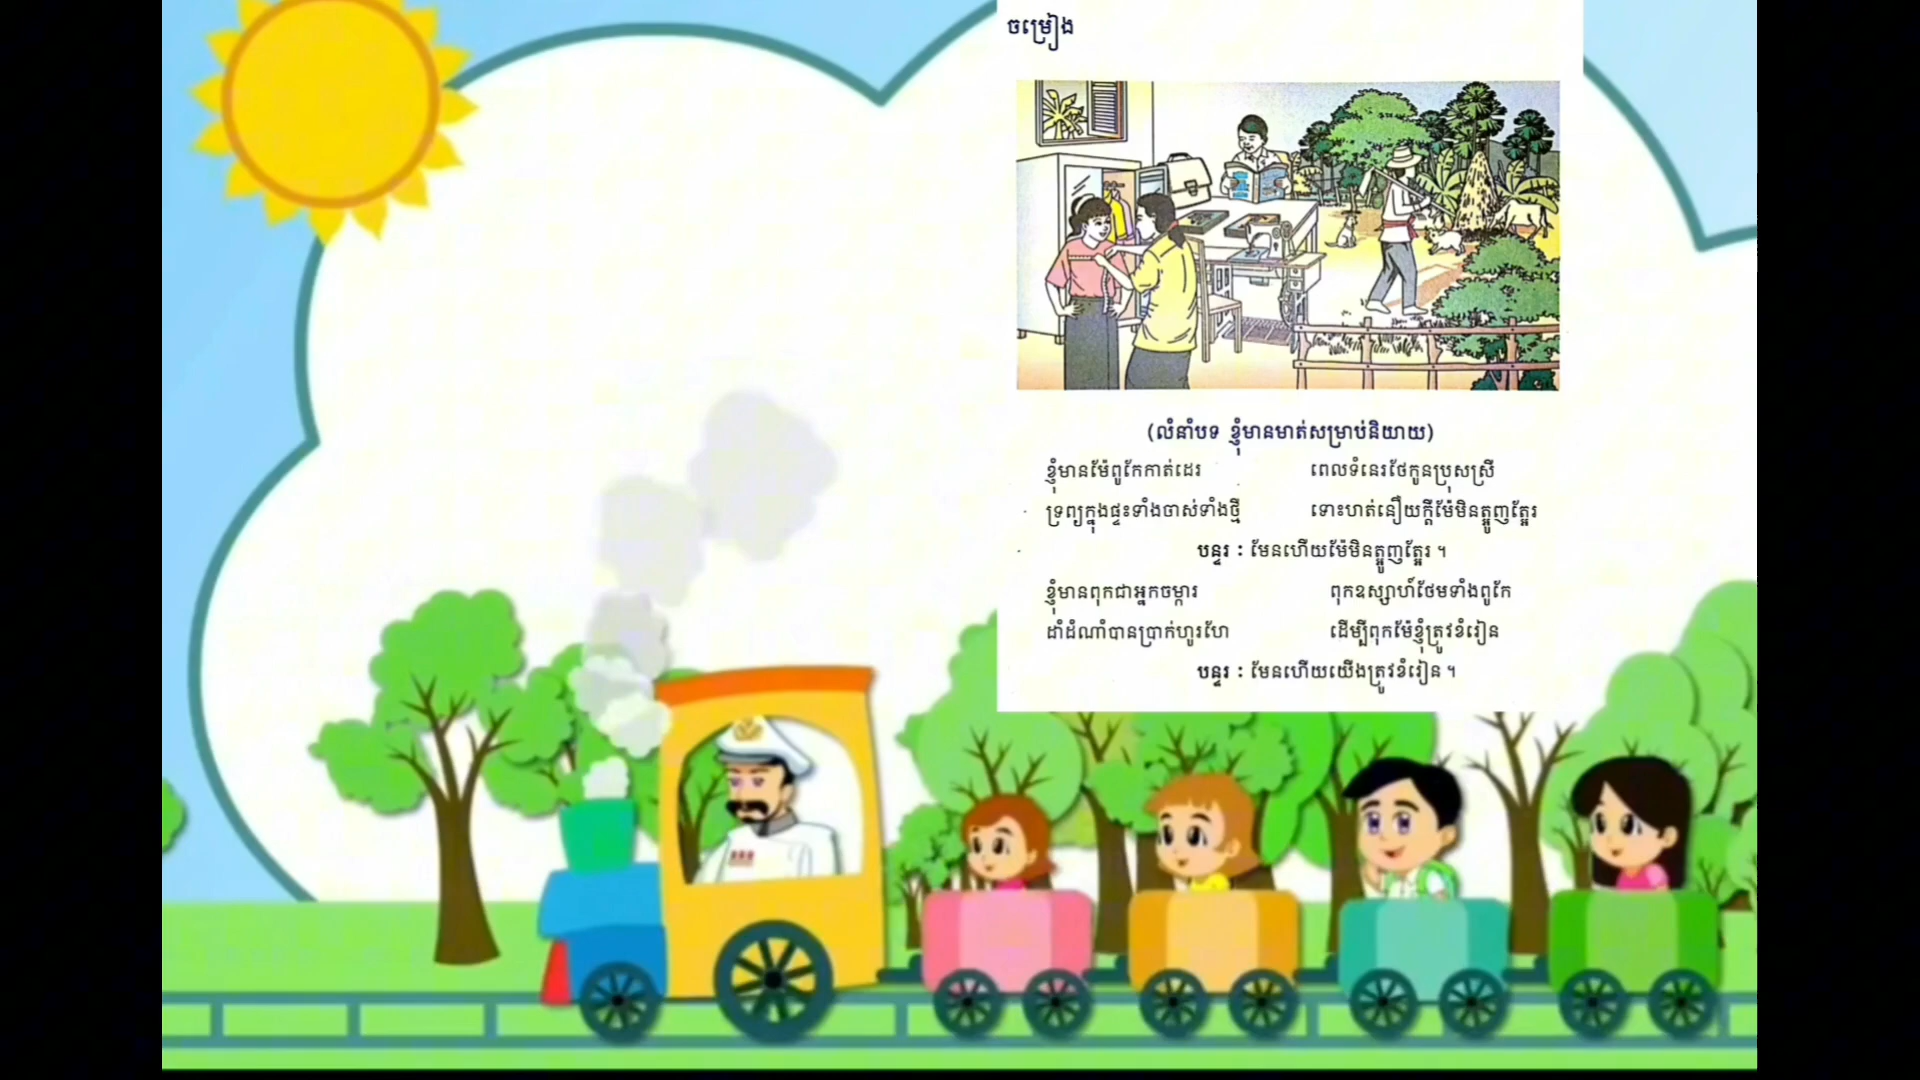 ចម្រៀង
(លំនាំបទ ខ្ញុំមានមាត់សម្រាប់និយាយ)
ខ្ញុំមានម៉ែពូកែកាត់ដេរ ពេលទំនេរថែកូនប្រុសស្រី
ទ្រព្យក្នុងផ្ទះទាំងចាស់ទាំងថ្មី ទោះហត់នឿយក្ដីម៉ែមិនត្អូញត្អែរ
បន្ទរ : មែនហើយម៉ែមិនត្អូញត្អែរ ។
ខ្ញុំមានពុកជាអ្នកចម្ការ ពុកឧស្សាហ៍ថែមទាំងពូកែ
ដាំដំណាំបានប្រាក់ហូរហែ ដើម្បីពុកម៉ែខ្ញុំត្រូវខំរៀន
បន្ទរ : មែនហើយយើងត្រូវខំរៀន ។